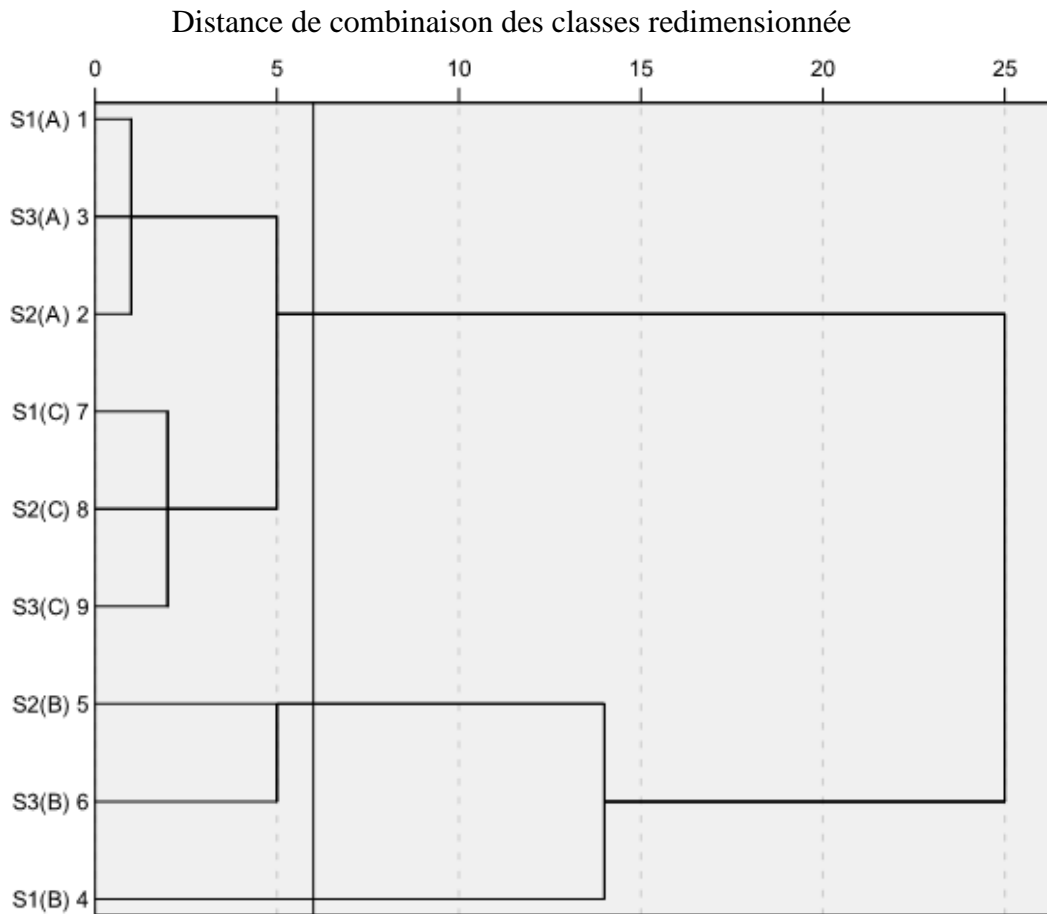 Distance de combinaison des classes redimensionnée
0 5 10 15 20 25
S1(A) 1
S3(A) 3
S2(A) 2
S1(C) 7
S2(C) 8
S3(C) 9
S2(B) 5
S3(B) 6
S1(B) 4